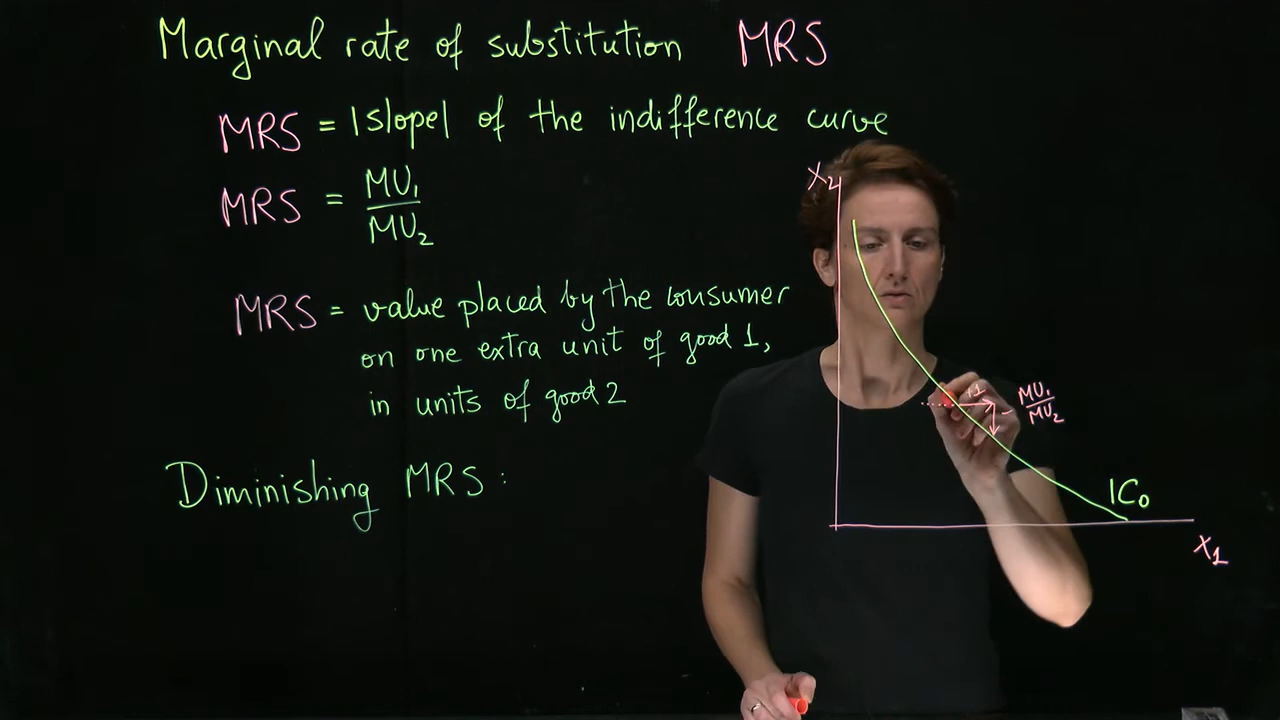 Marginal rate of substitution MRS
MRS = |slope| of the indifference curve
MRS = MU₁/MU₂
MRS = value placed by the consumer
on one extra unit of good 1,
in units of good 2
Diminishing MRS:
X₂
- MU₁/MU₂
IC₀
X₁